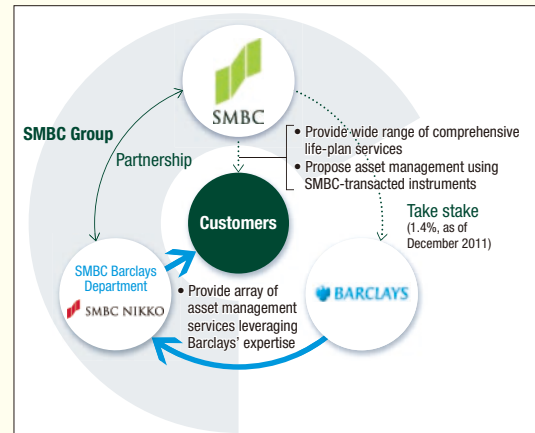 SMBC
SMBC Group
Partnership
• Provide wide range of comprehensive
life-plan services
• Propose asset management using
SMBC-transacted instruments
Customers
Take stake
(1.4%, as of
December 2011)
SMBC Barclays
Department
SMBC NIKKO
• Provide array of
asset management
services leveraging
Barclays' expertise
BARCLAYS